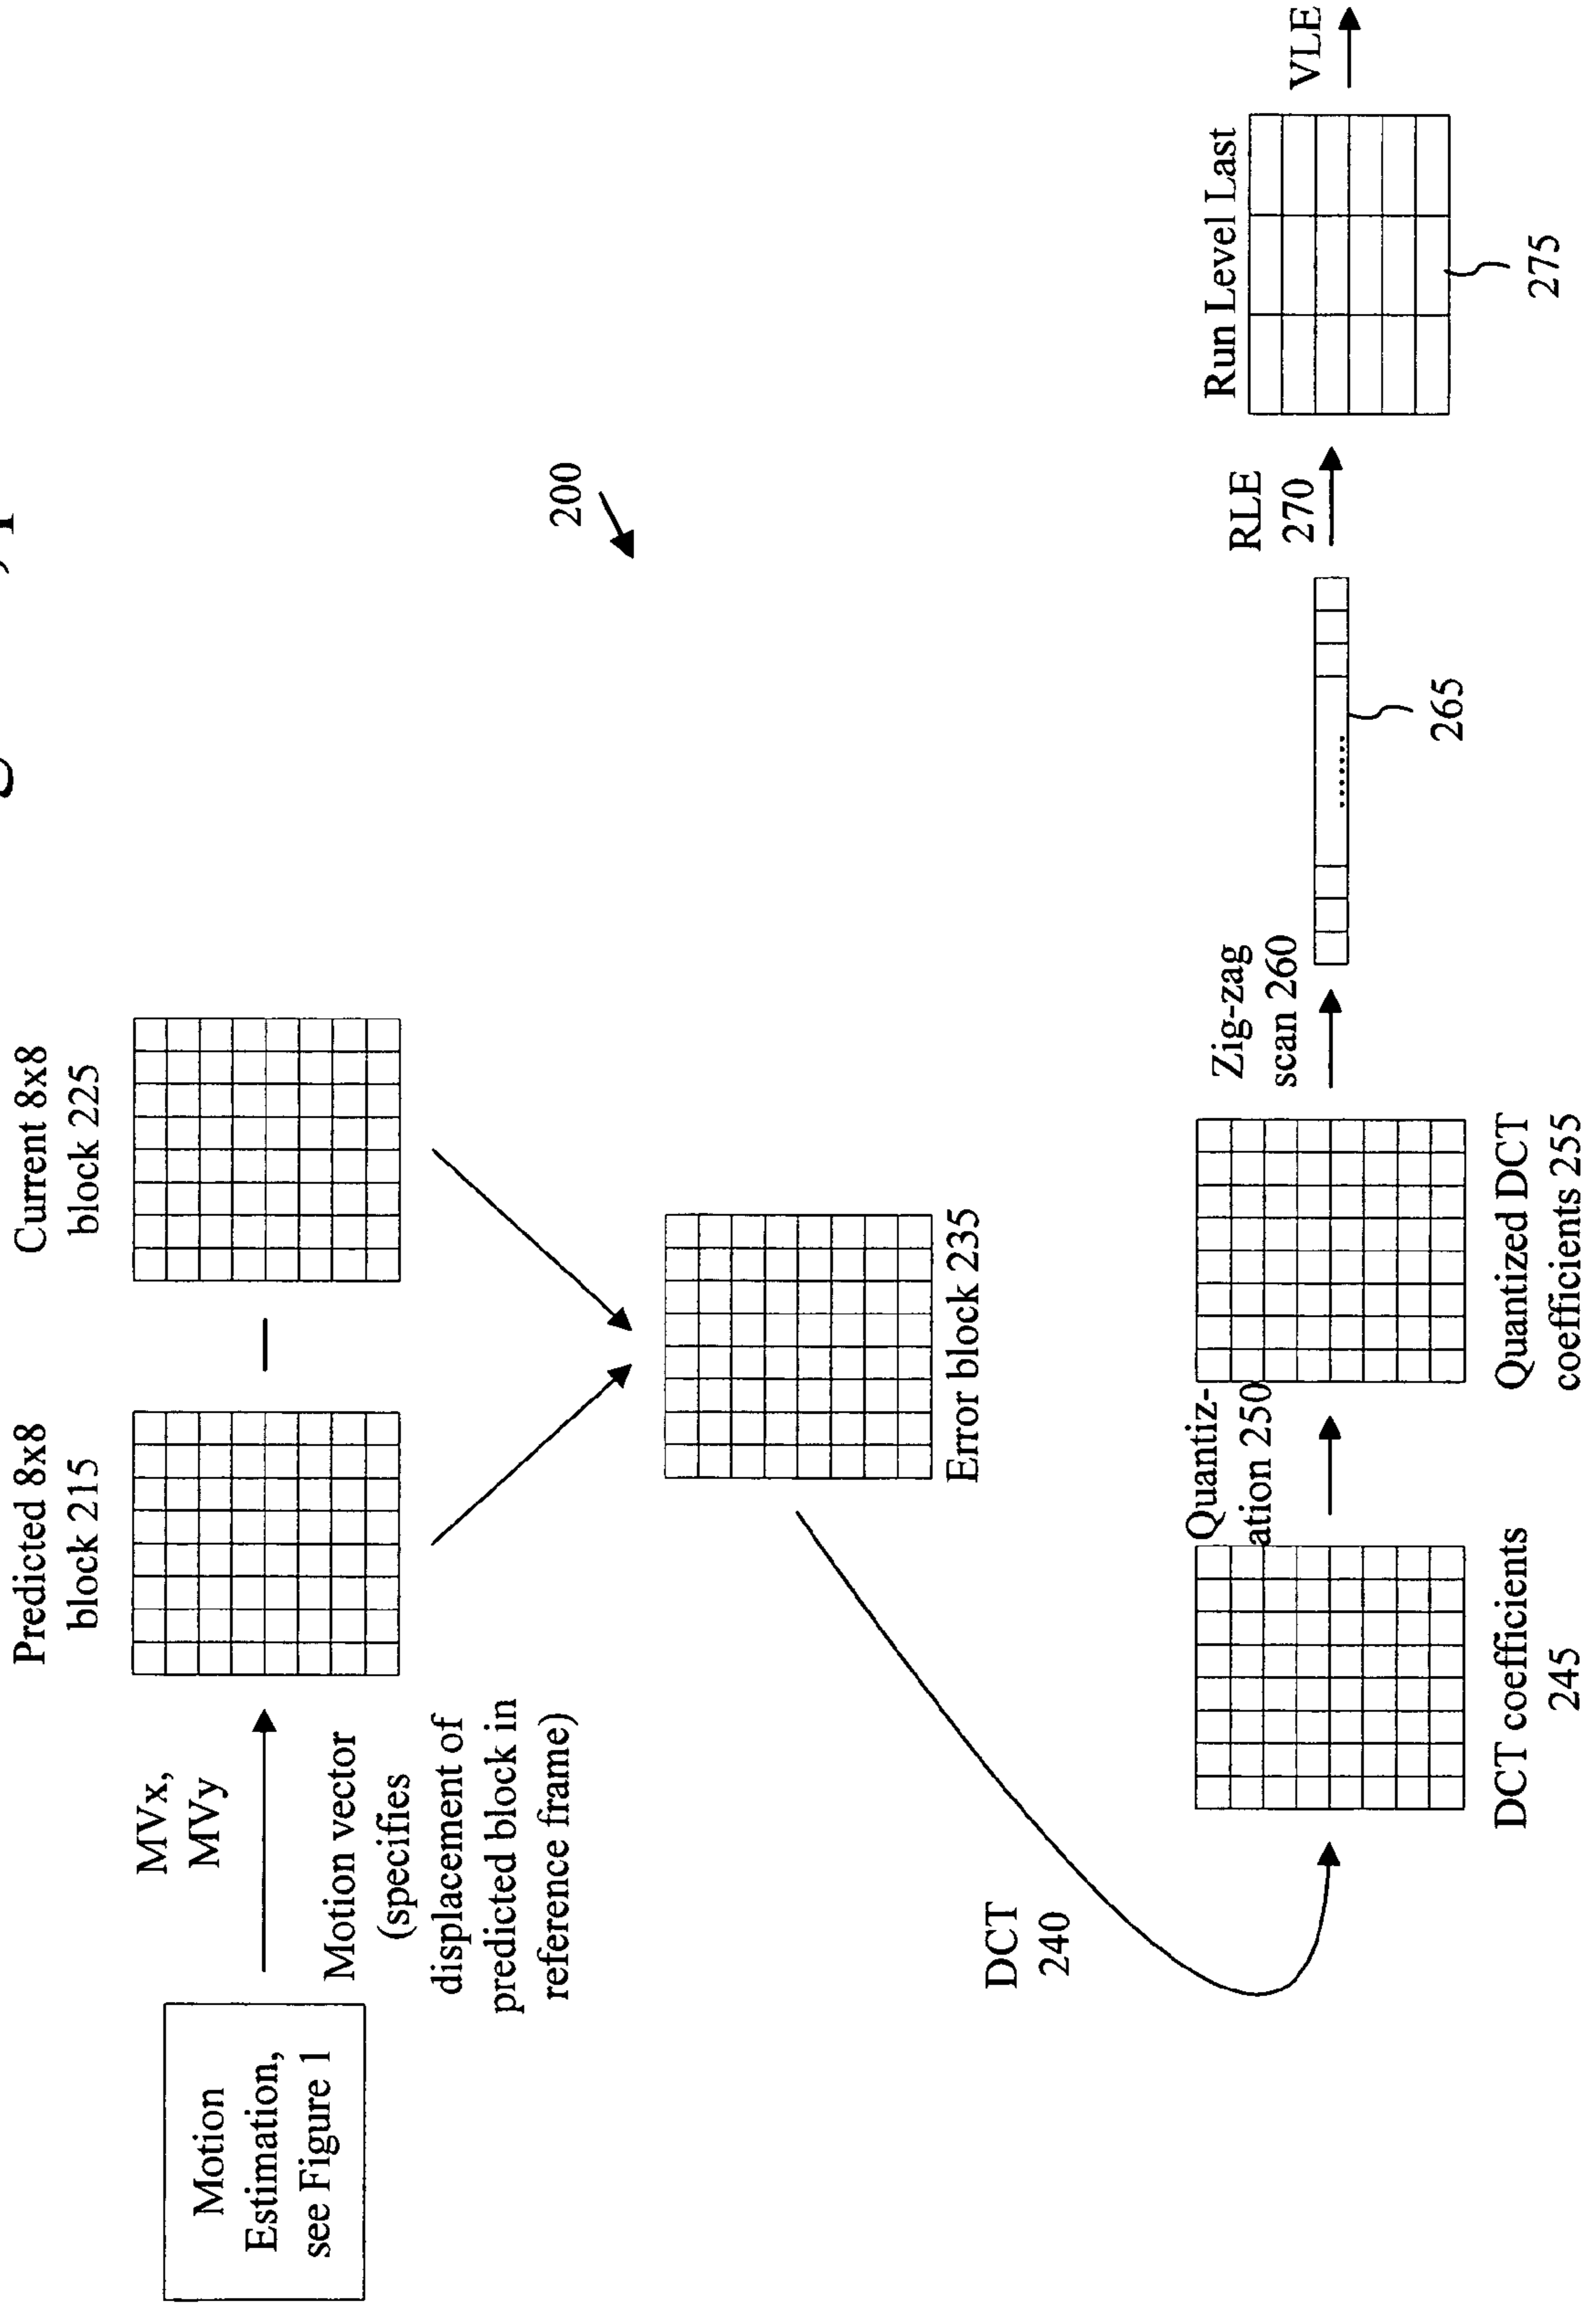 Predicted 8x8
block 215
Current 8x8
block 225
Motion
Estimation,
see Figure 1
MVx,
MVy
Motion vector
(specifies
displacement of
predicted block in
reference frame)
200
Error block 235
DCT
240
Quantiz-
ation 250
DCT coefficients
245
Quantized DCT
coefficients 255
Zig-zag
scan 260
.......
265
RLE
270
Run Level Last
275
VLE